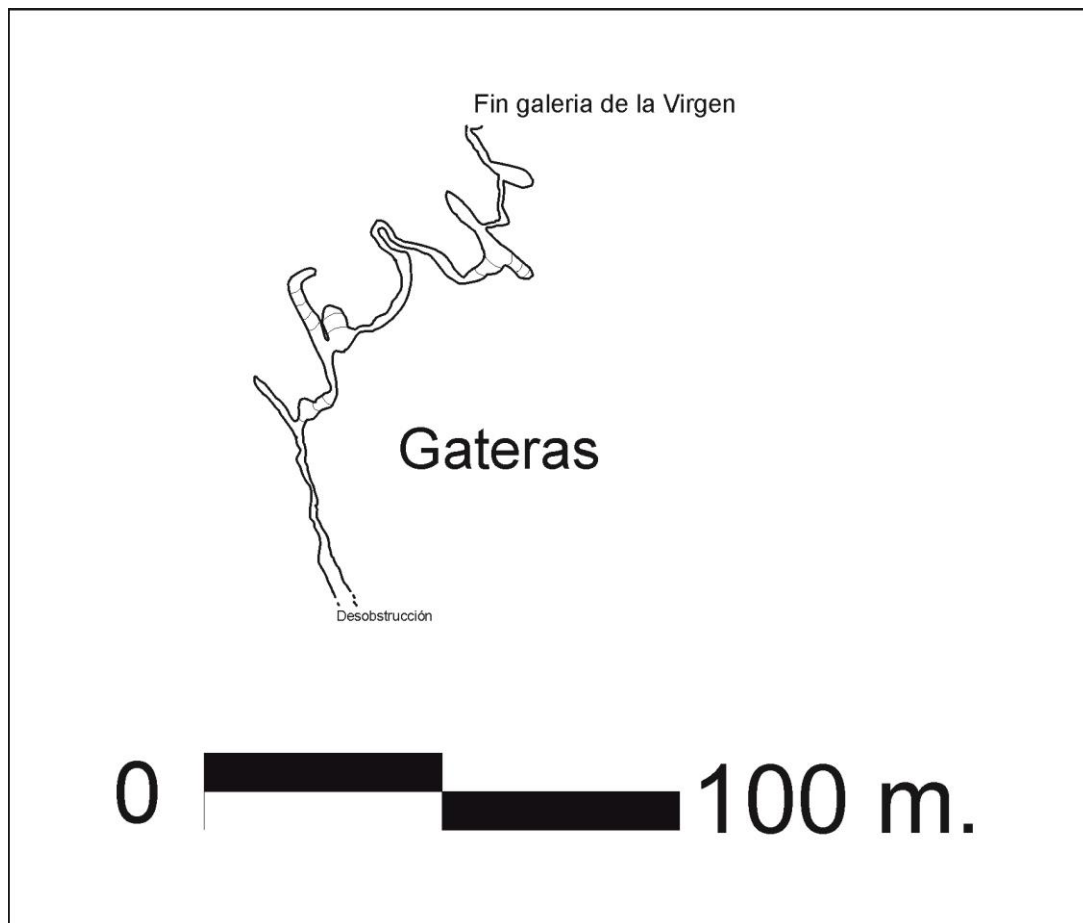 Fin galeria de la Virgen
Gateras
Desobstrucción
0 100 m.